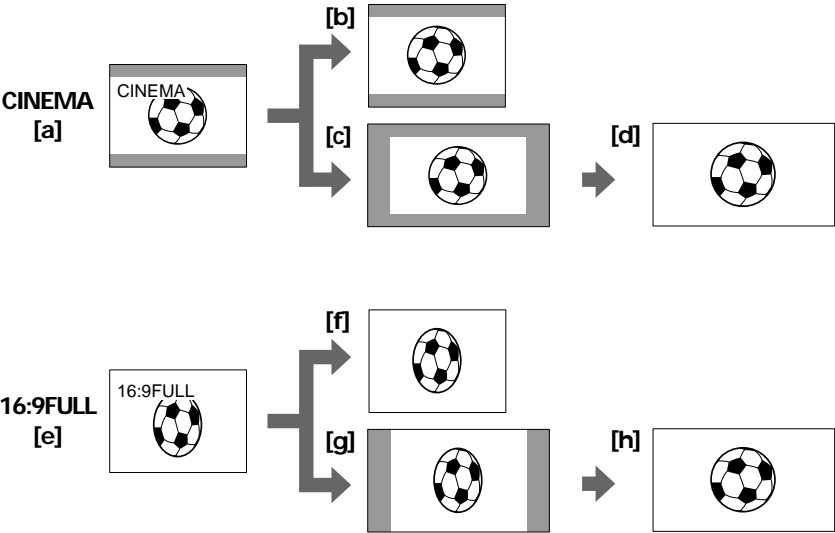 [b]
CINEMA
CINEMA
[a]
[c]
[d]
[f]
16:9FULL
16:9FULL
[e]
[g]
[h]